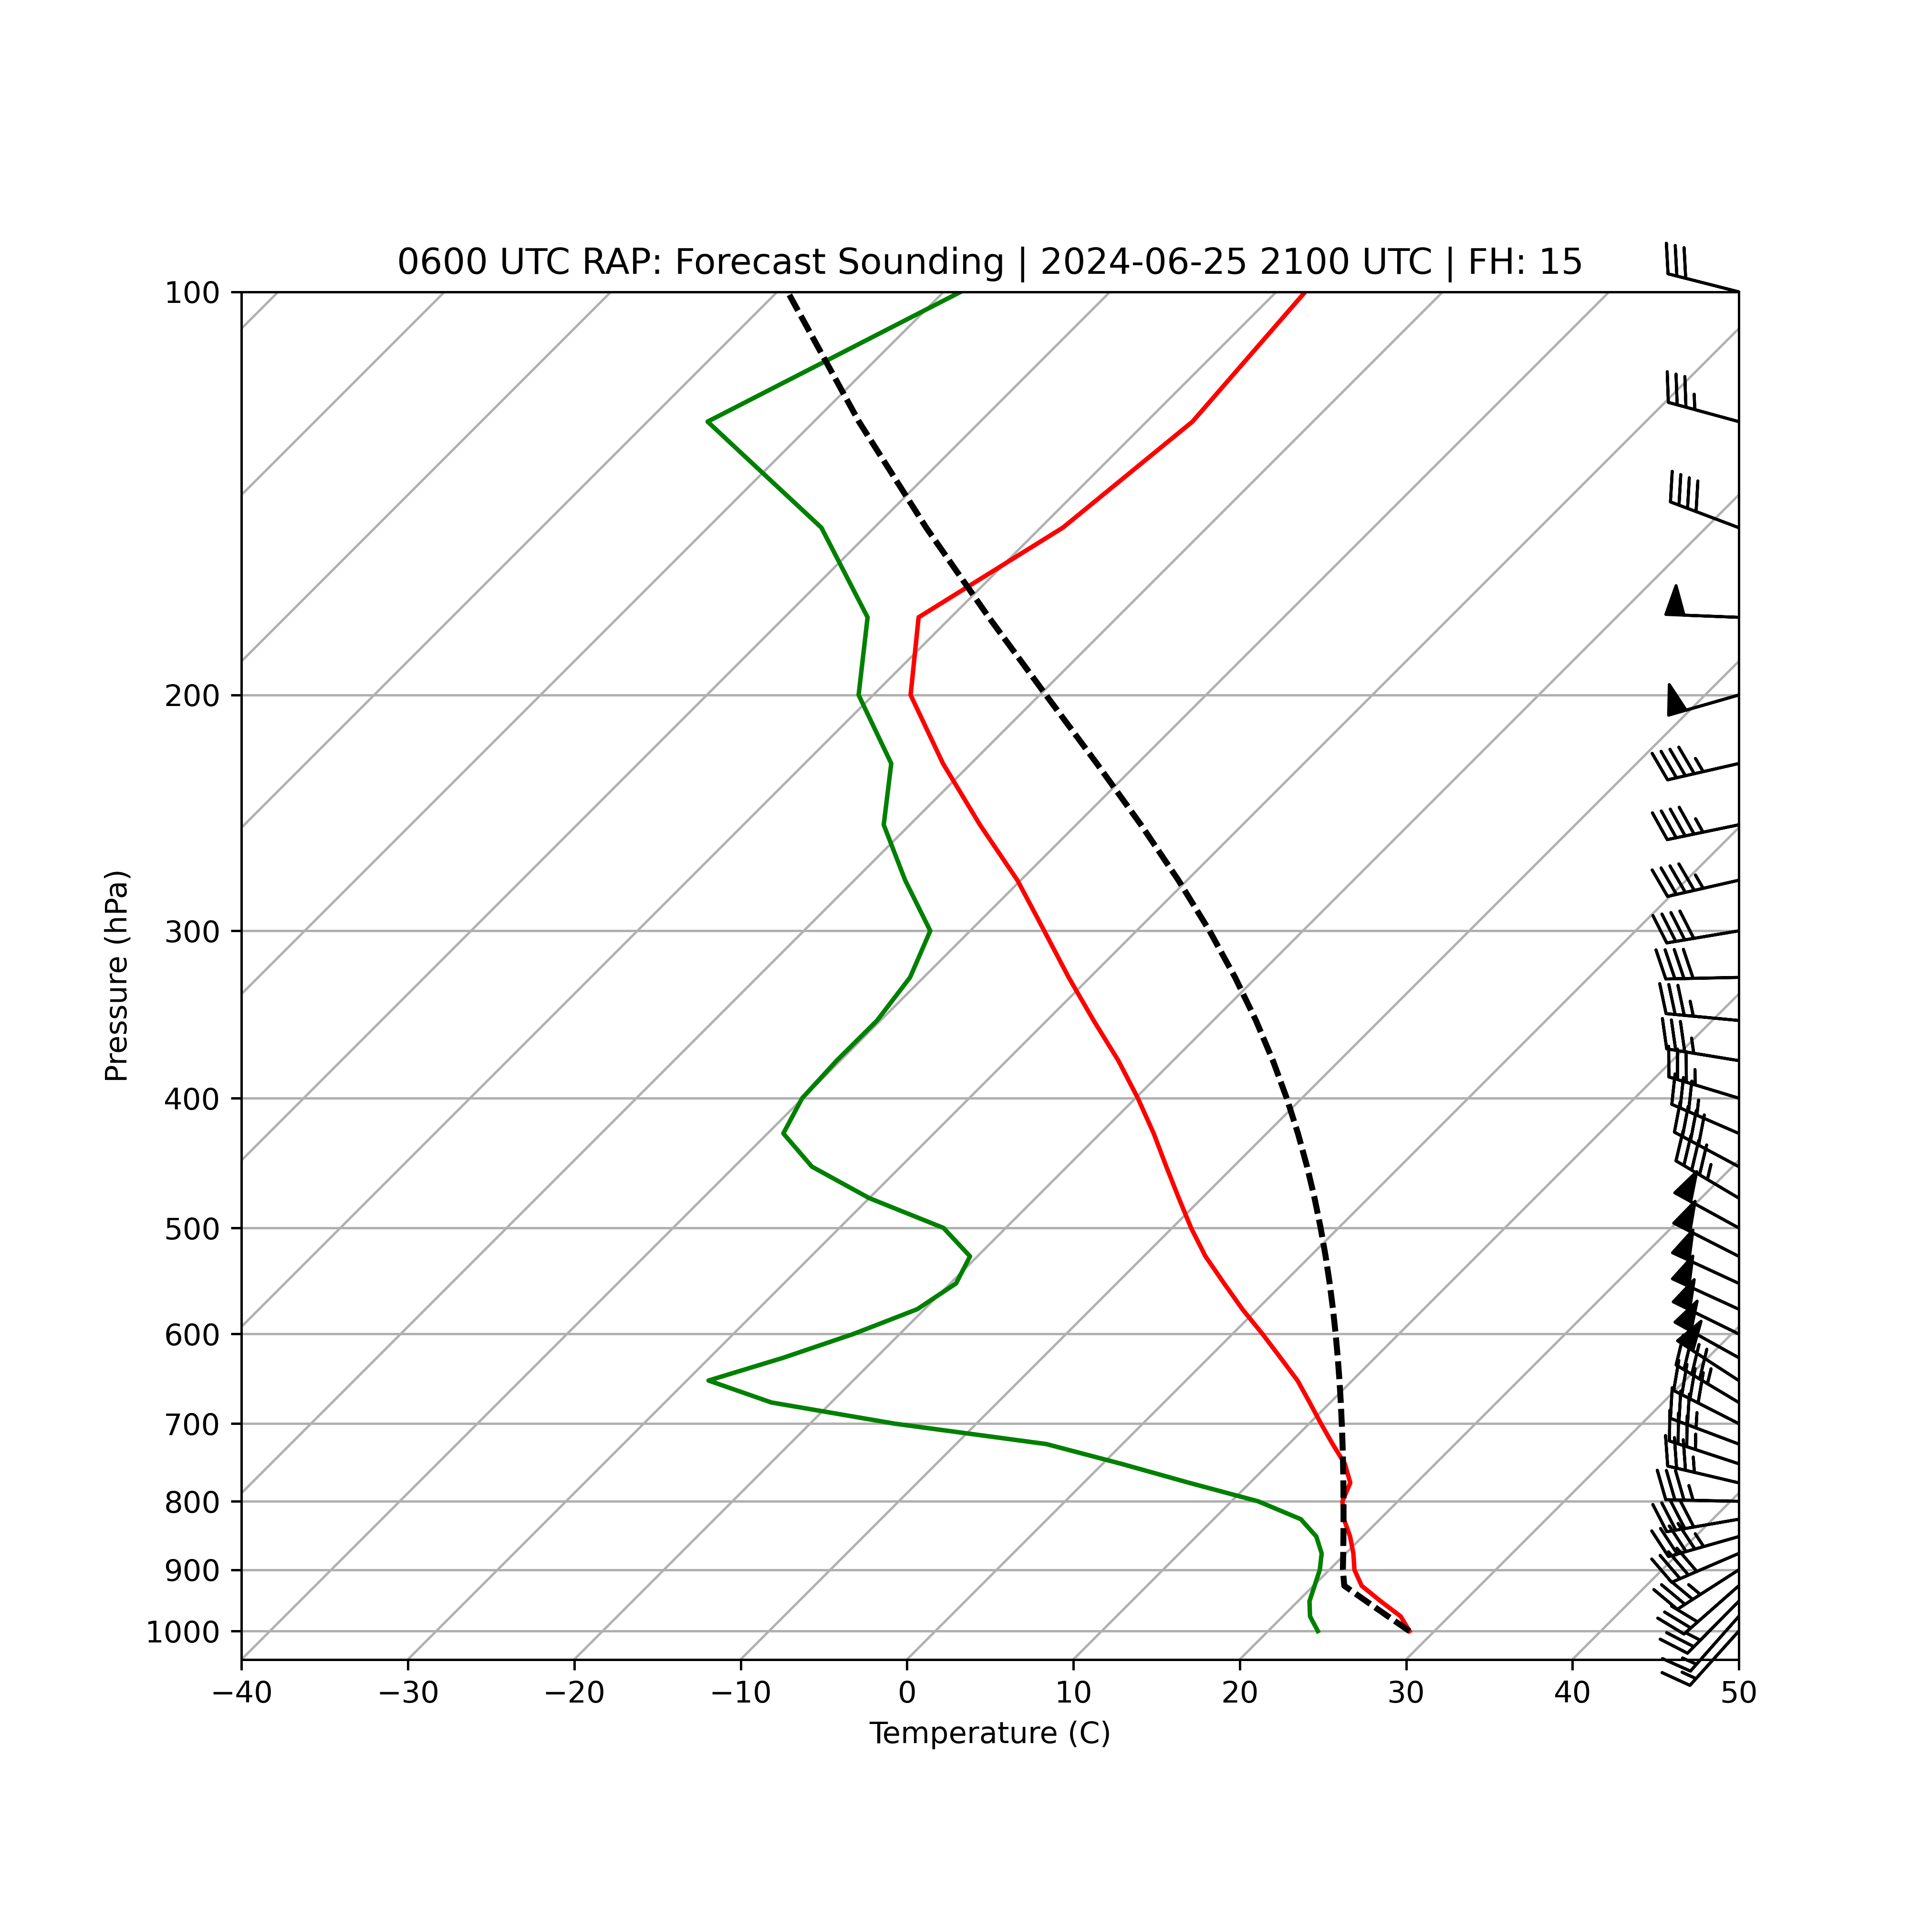 0600 UTC RAP: Forecast Sounding | 2024-06-25 2100 UTC | FH: 15
100
200
300
400
500
600
700
800
900
1000
Pressure (hPa)
−40 −30 −20 −10 0 10 20 30 40 50
Temperature (C)